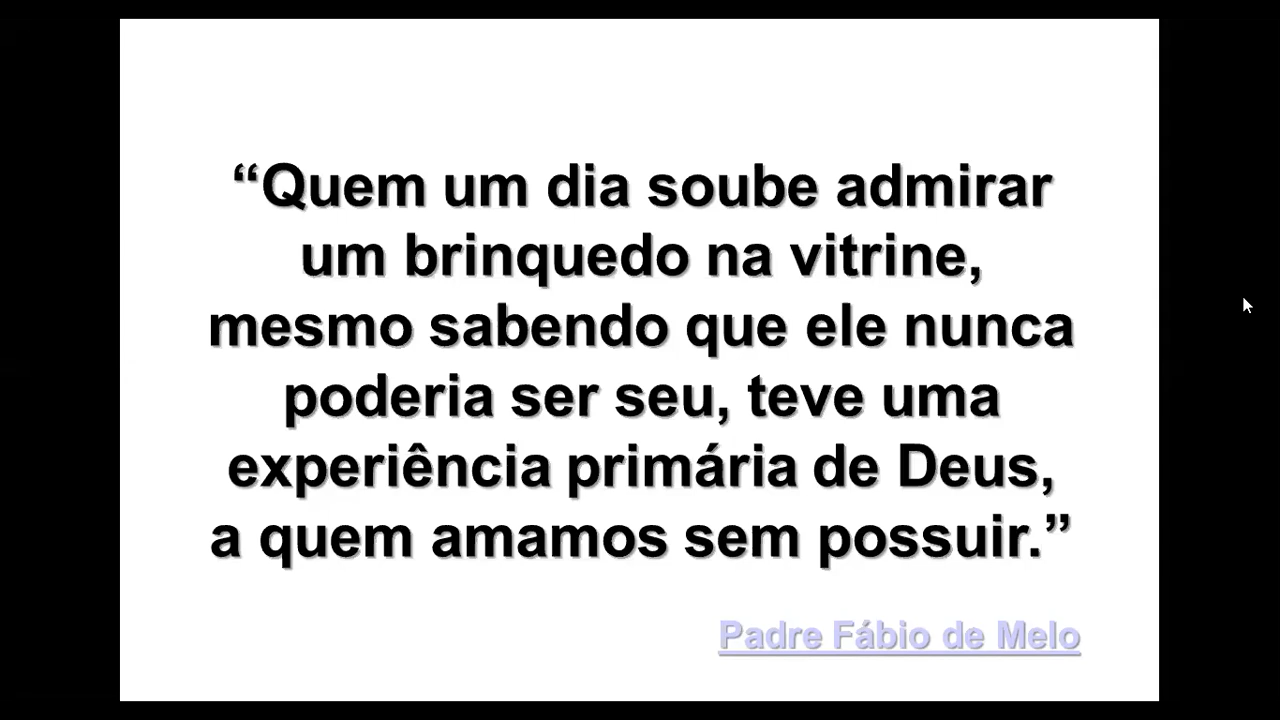 “Quem um dia soube admirar
um brinquedo na vitrine,
mesmo sabendo que ele nunca
poderia ser seu, teve uma
experiência primária de Deus,
a quem amamos sem possuir.”
Padre Fábio de Melo